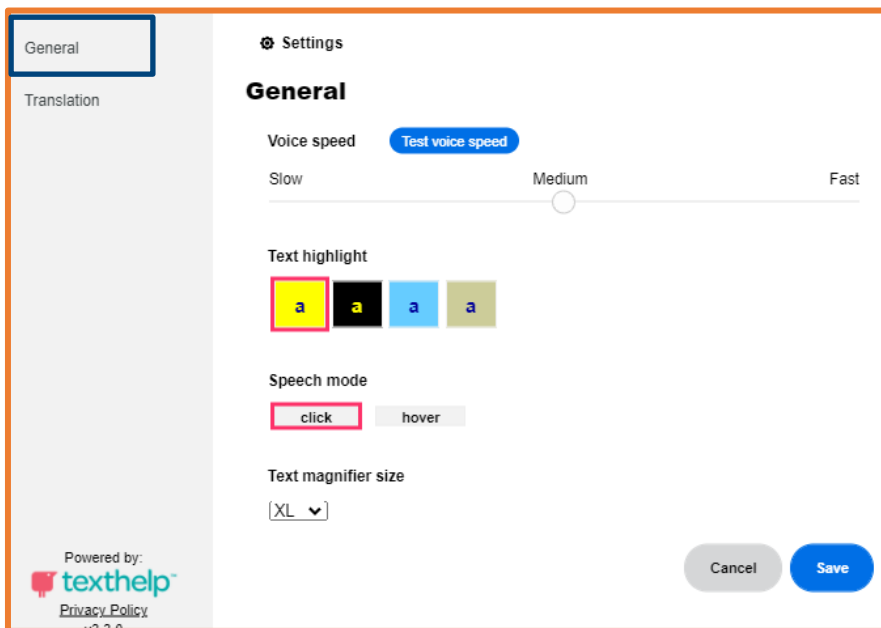 General
Translation
Settings
General
Voice speed Test voice speed
Slow Medium Fast
Text highlight
a a a a
Speech mode
click hover
Text magnifier size
XL
Cancel Save
Powered by:
texthelp
Privacy Policy